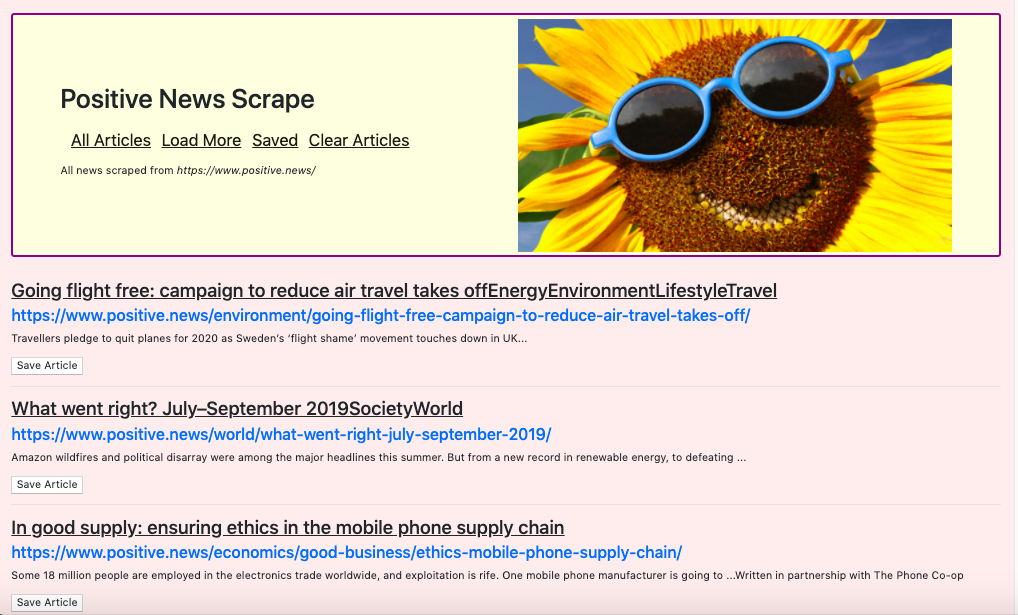 Positive News Scrape
All Articles Load More Saved Clear Articles
All news scraped from https://www.positive.news/
Going flight free: campaign to reduce air travel takes offEnergyEnvironmentLifestyleTravel
https://www.positive.news/environment/going-flight-free-campaign-to-reduce-air-travel-takes-off/
Travellers pledge to quit planes for 2020 as Sweden’s ‘flight shame’ movement touches down in UK...
Save Article
What went right? July–September 2019SocietyWorld
https://www.positive.news/world/what-went-right-july-september-2019/
Amazon wildfires and political disarray were among the major headlines this summer. But from a new record in renewable energy, to defeating ...
Save Article
In good supply: ensuring ethics in the mobile phone supply chain
https://www.positive.news/economics/good-business/ethics-mobile-phone-supply-chain/
Some 18 million people are employed in the electronics trade worldwide, and exploitation is rife. One mobile phone manufacturer is going to ...Written in partnership with The Phone Co-op
Save Article